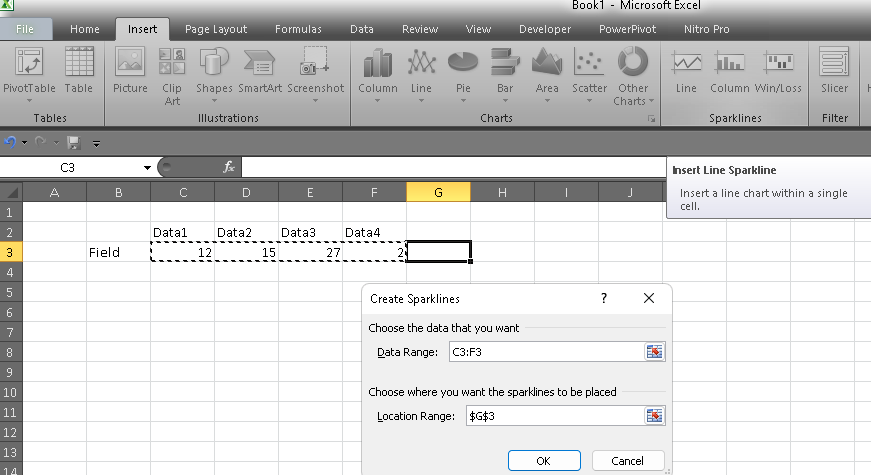 Book1 - Microsoft Excel
File Home Insert Page Layout Formulas Data Review View Developer PowerPivot Nitro Pro
PivotTable Table Picture Clip Art Shapes SmartArt Screenshot Column Line Pie Bar Area Scatter Other Charts Line Column Win/Loss Slicer
Tables Illustrations Charts Sparklines Filter
C3 fx
Insert Line Sparkline
Insert a line chart within a single
cell.
A B C D E F G H I J
1
2 Data1 Data2 Data3 Data4
3 Field 12 15 27 2
4
5
Create Sparklines ? X
6
7
Choose the data that you want
8
Data Range: C3:F3
9
10
Choose where you want the sparklines to be placed
11
Location Range: $G$3
12
13
OK Cancel
14